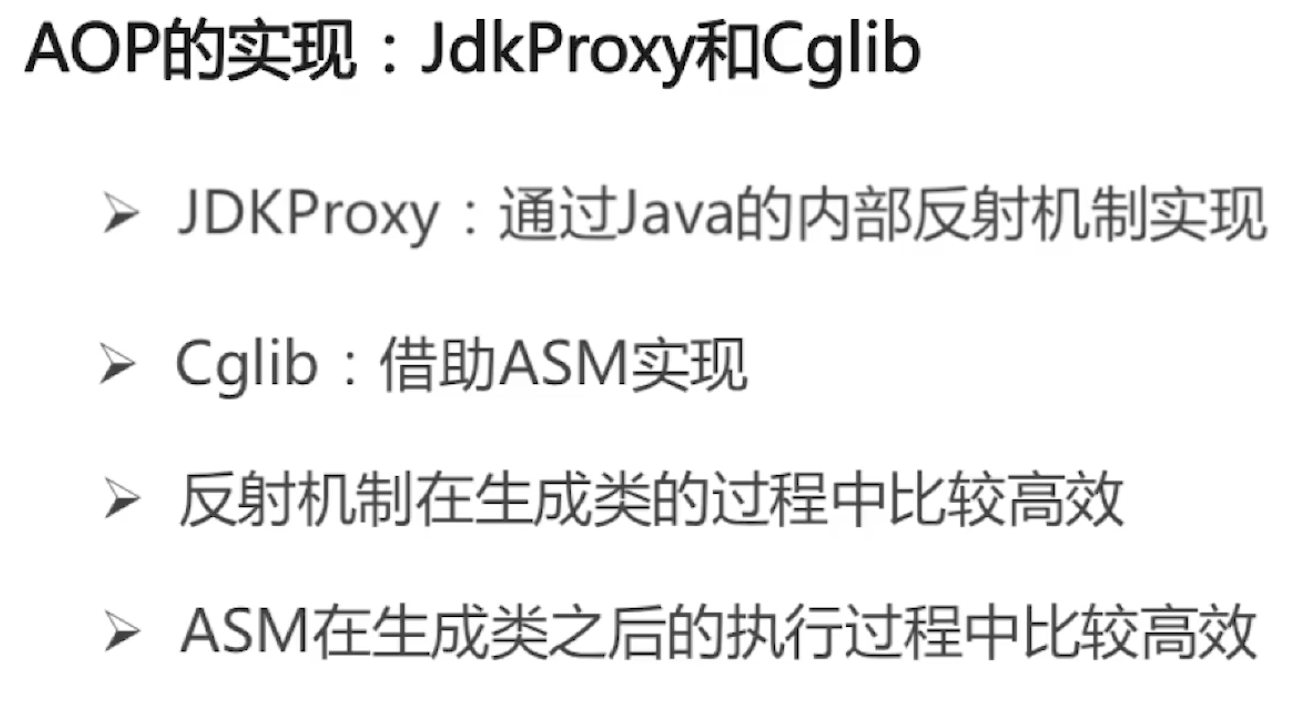 AOP的实现：JdkProxy和Cglib
JDKProxy：通过Java的内部反射机制实现
Cglib：借助ASM实现
反射机制在生成类的过程中比较高效
ASM在生成类之后的执行过程中比较高效